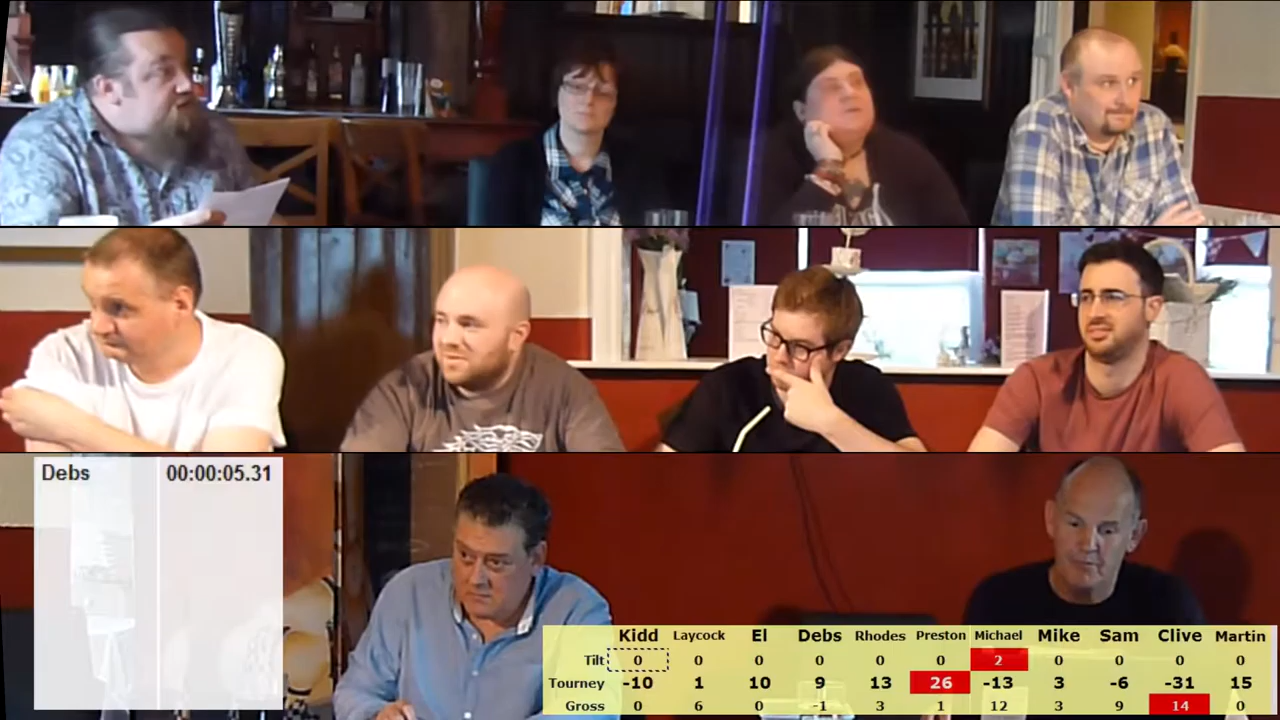 Debs 00:00:05.31
Kidd Laycock El Debs Rhodes Preston Michael Mike Sam Clive Martin
Tilt 0 0 0 0 0 0 2 0 0 0 0
Tourney -10 1 10 9 13 26 -13 3 -6 -31 15
Gross 0 6 0 -1 3 1 12 3 9 14 0